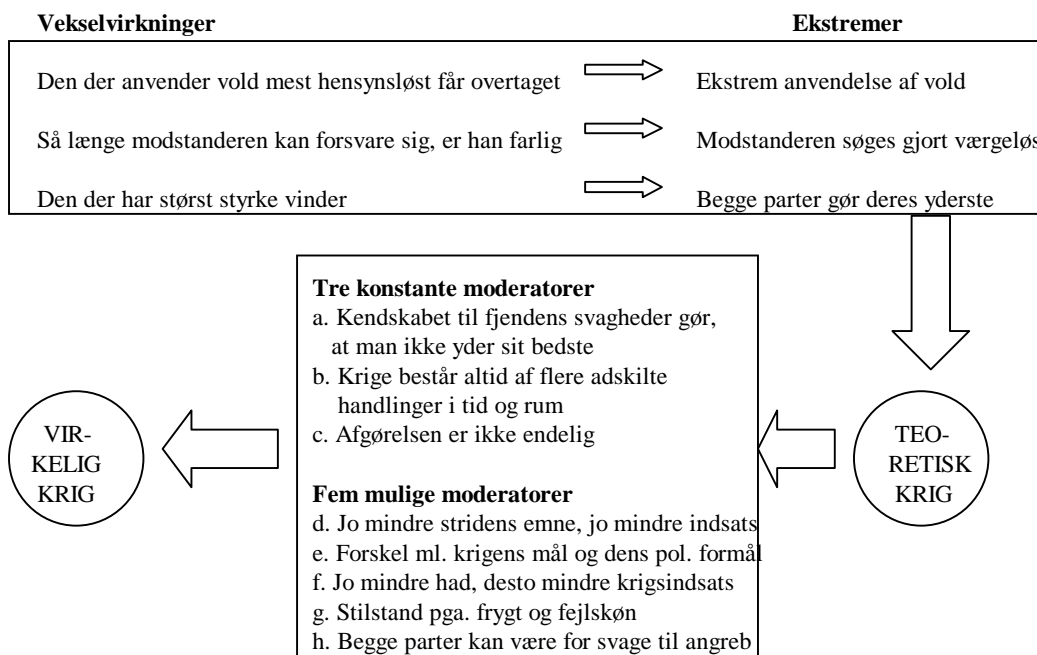 Vekselvirkninger
Ekstremer
Den der anvender vold mest hensynsløst får overtaget
Ekstrem anvendelse af vold
Så længe modstanderen kan forsvare sig, er han farlig
Modstanderen søges gjort værgeløs
Den der har størst styrke vinder
Begge parter gør deres yderste
Tre konstante moderatorer
a. Kendskabet til fjendens svagheder gør,
at man ikke yder sit bedste
b. Krige består altid af flere adskilte
handlinger i tid og rum
c. Afgørelsen er ikke endelig
Fem mulige moderatorer
d. Jo mindre stridens emne, jo mindre indsats
e. Forskel ml. krigens mål og dens pol. formål
f. Jo mindre had, desto mindre krigsindsats
g. Stilstand pga. frygt og fejlskøn
h. Begge parter kan være for svage til angreb
VIR-
KELIG
KRIG
TEO-
RETISK
KRIG